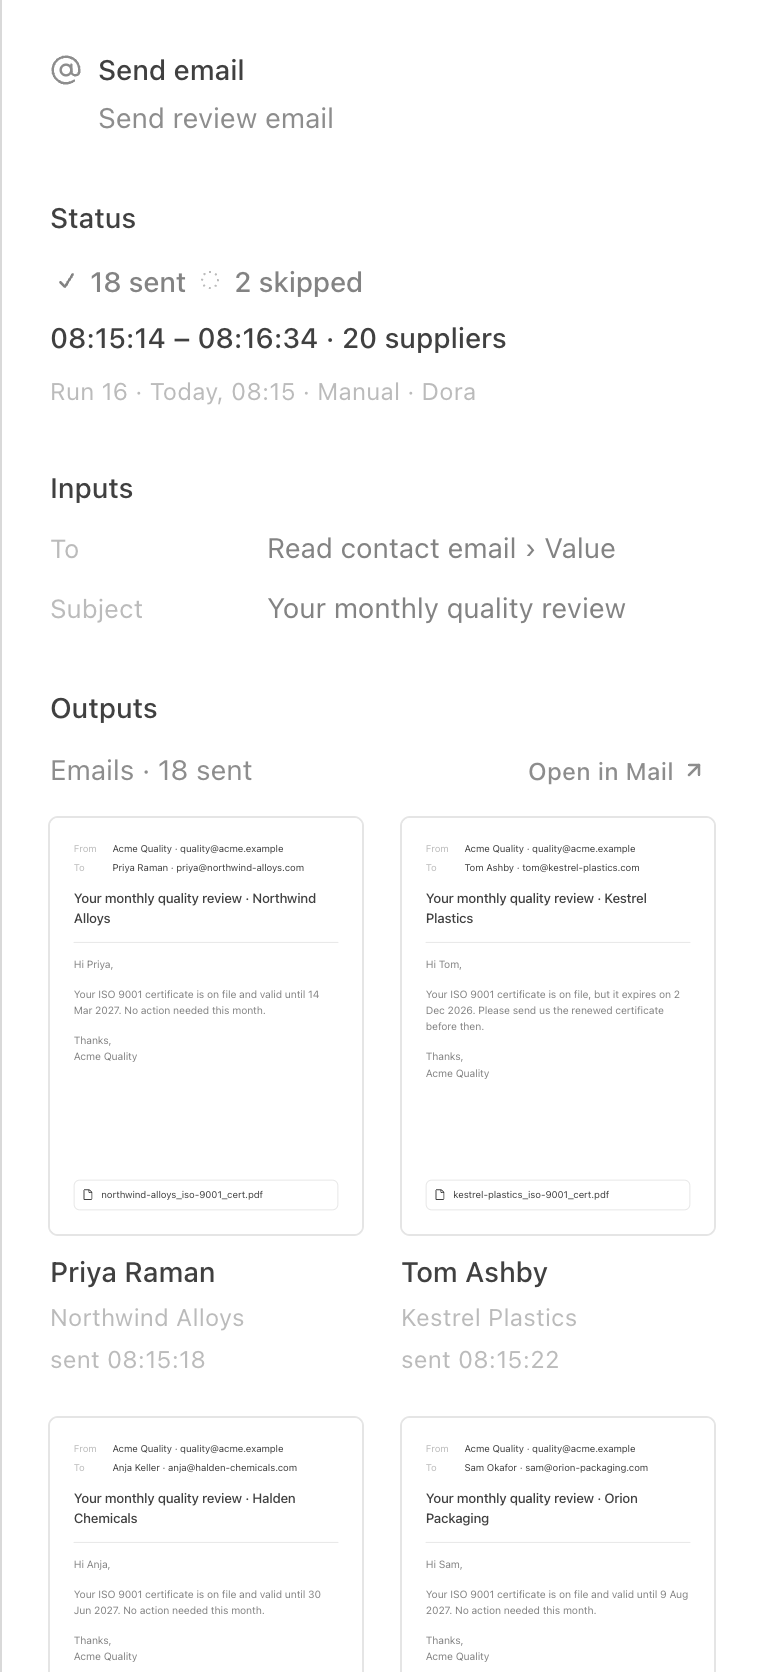 Send email
Send review email
Status
18 sent 2 skipped
08:15:14 – 08:16:34 · 20 suppliers
Run 16 · Today, 08:15 · Manual · Dora
Inputs
To Read contact email › Value
Subject Your monthly quality review
Outputs
Emails · 18 sent Open in Mail ↗
From Acme Quality · quality@acme.example
To Priya Raman · priya@northwind-alloys.com
Your monthly quality review · Northwind
Alloys
Hi Priya,
Your ISO 9001 certificate is on file and valid until 14
Mar 2027. No action needed this month.
Thanks,
Acme Quality
northwind-alloys_iso-9001_cert.pdf
Priya Raman
Northwind Alloys
sent 08:15:18
From Acme Quality · quality@acme.example
To Tom Ashby · tom@kestrel-plastics.com
Your monthly quality review · Kestrel
Plastics
Hi Tom,
Your ISO 9001 certificate is on file, but it expires on 2
Dec 2026. Please send us the renewed certificate
before then.
Thanks,
Acme Quality
kestrel-plastics_iso-9001_cert.pdf
Tom Ashby
Kestrel Plastics
sent 08:15:22
From Acme Quality · quality@acme.example
To Anja Keller · anja@halden-chemicals.com
Your monthly quality review · Halden
Chemicals
Hi Anja,
Your ISO 9001 certificate is on file and valid until 30
Jun 2027. No action needed this month.
Thanks,
Acme Quality
From Acme Quality · quality@acme.example
To Sam Okafor · sam@orion-packaging.com
Your monthly quality review · Orion
Packaging
Hi Sam,
Your ISO 9001 certificate is on file and valid until 9 Aug
2027. No action needed this month.
Thanks,
Acme Quality